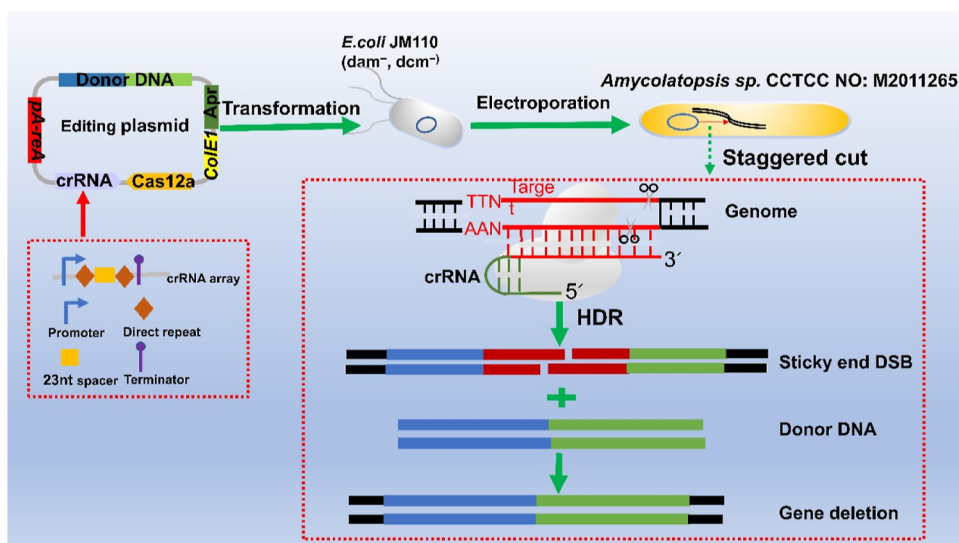 E.coli JM110
(dam⁻, dcm⁻)
Amycolatopsis sp. CCTCC NO: M2011265
Donor DNA
Transformation
Electroporation
pA-reA
Editing plasmid
Apr
ColE1
crRNA
Cas12a
Staggered cut
crRNA array
Promoter
Direct repeat
23nt spacer
Terminator
TTN
Targe
t
AAN
Genome
3´
crRNA
5´
HDR
Sticky end DSB
Donor DNA
Gene deletion